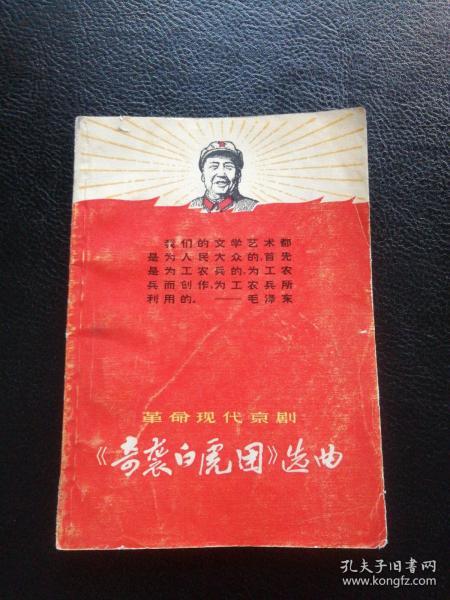 我们的文学艺术都
是为人民大众的，首先
是为工农兵的，为工农
兵而创作，为工农兵所
利用的。 ——毛泽东
革命现代京剧
《奇袭白虎团》选曲
孔夫子旧书网
www.kongfz.com